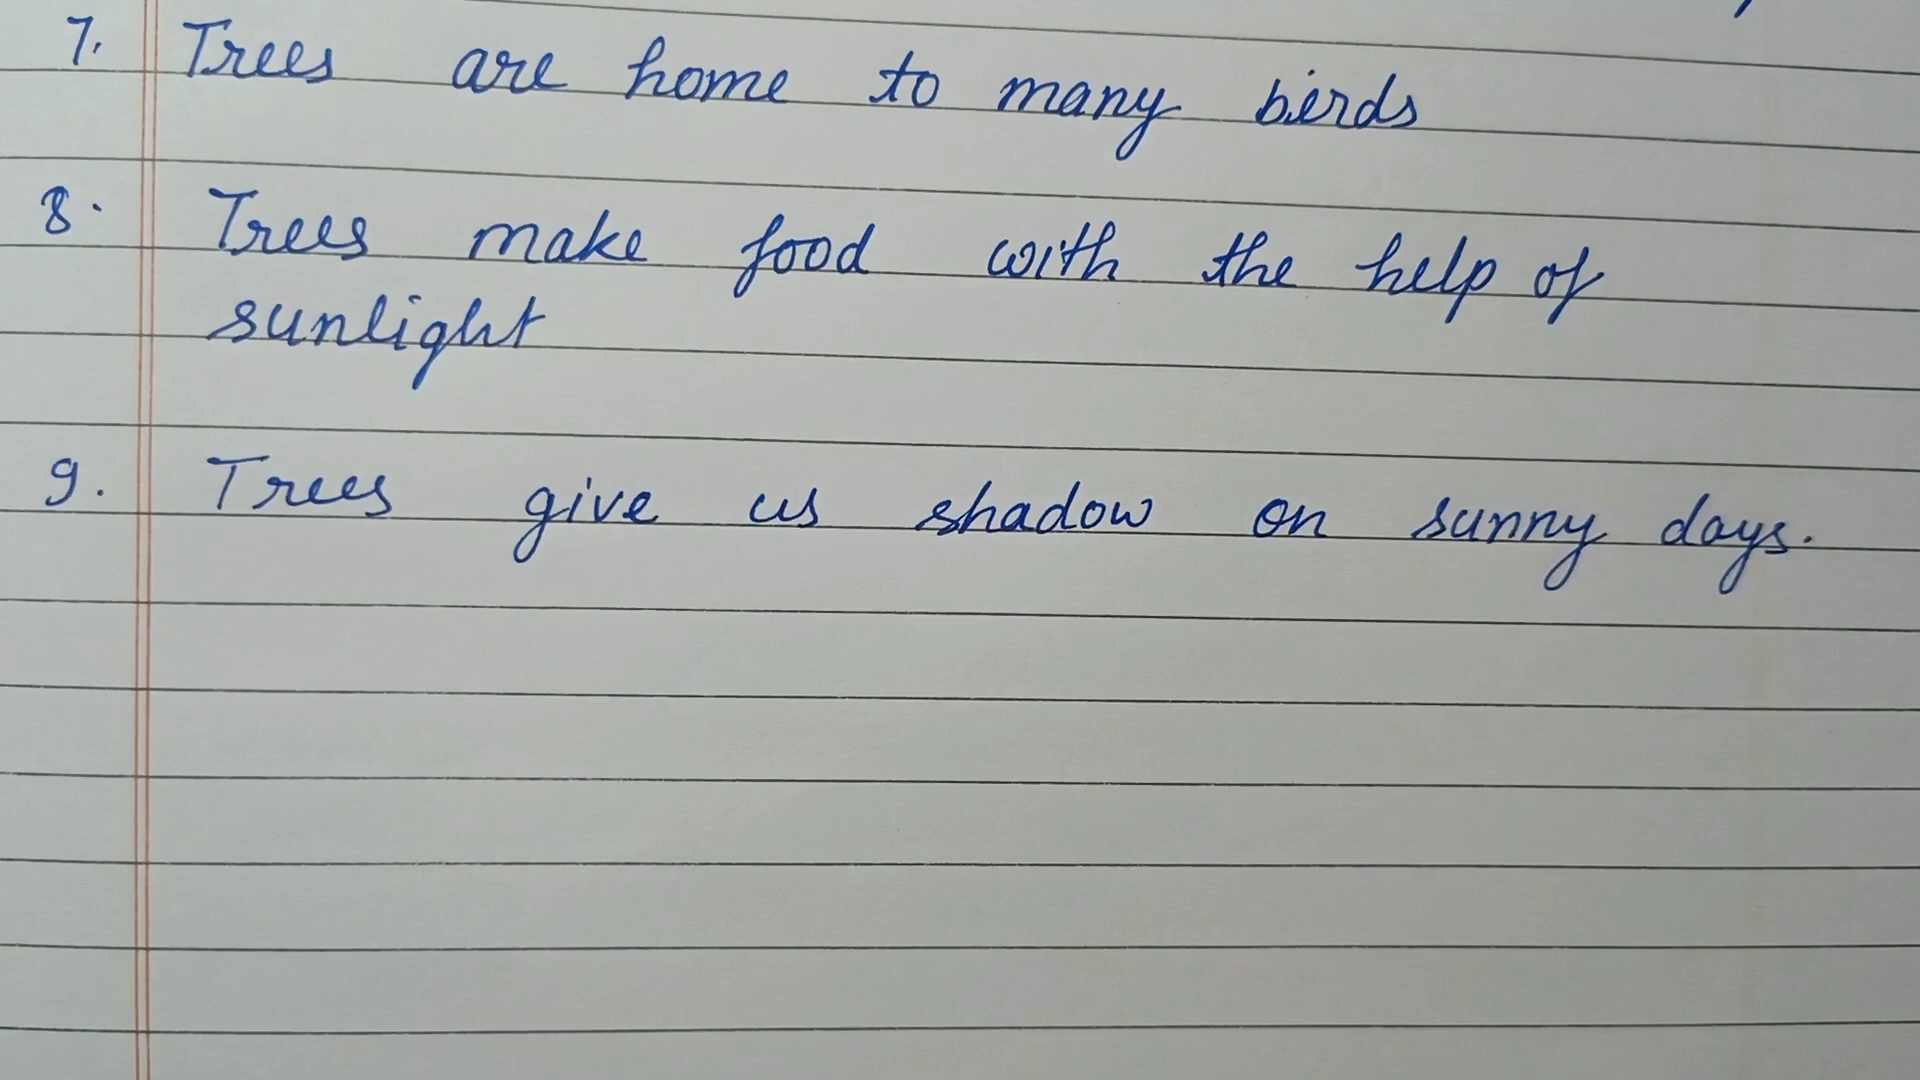 7. Trees are home to many birds
8. Trees make food with the help of
sunlight
9. Trees give us shadow on sunny days.